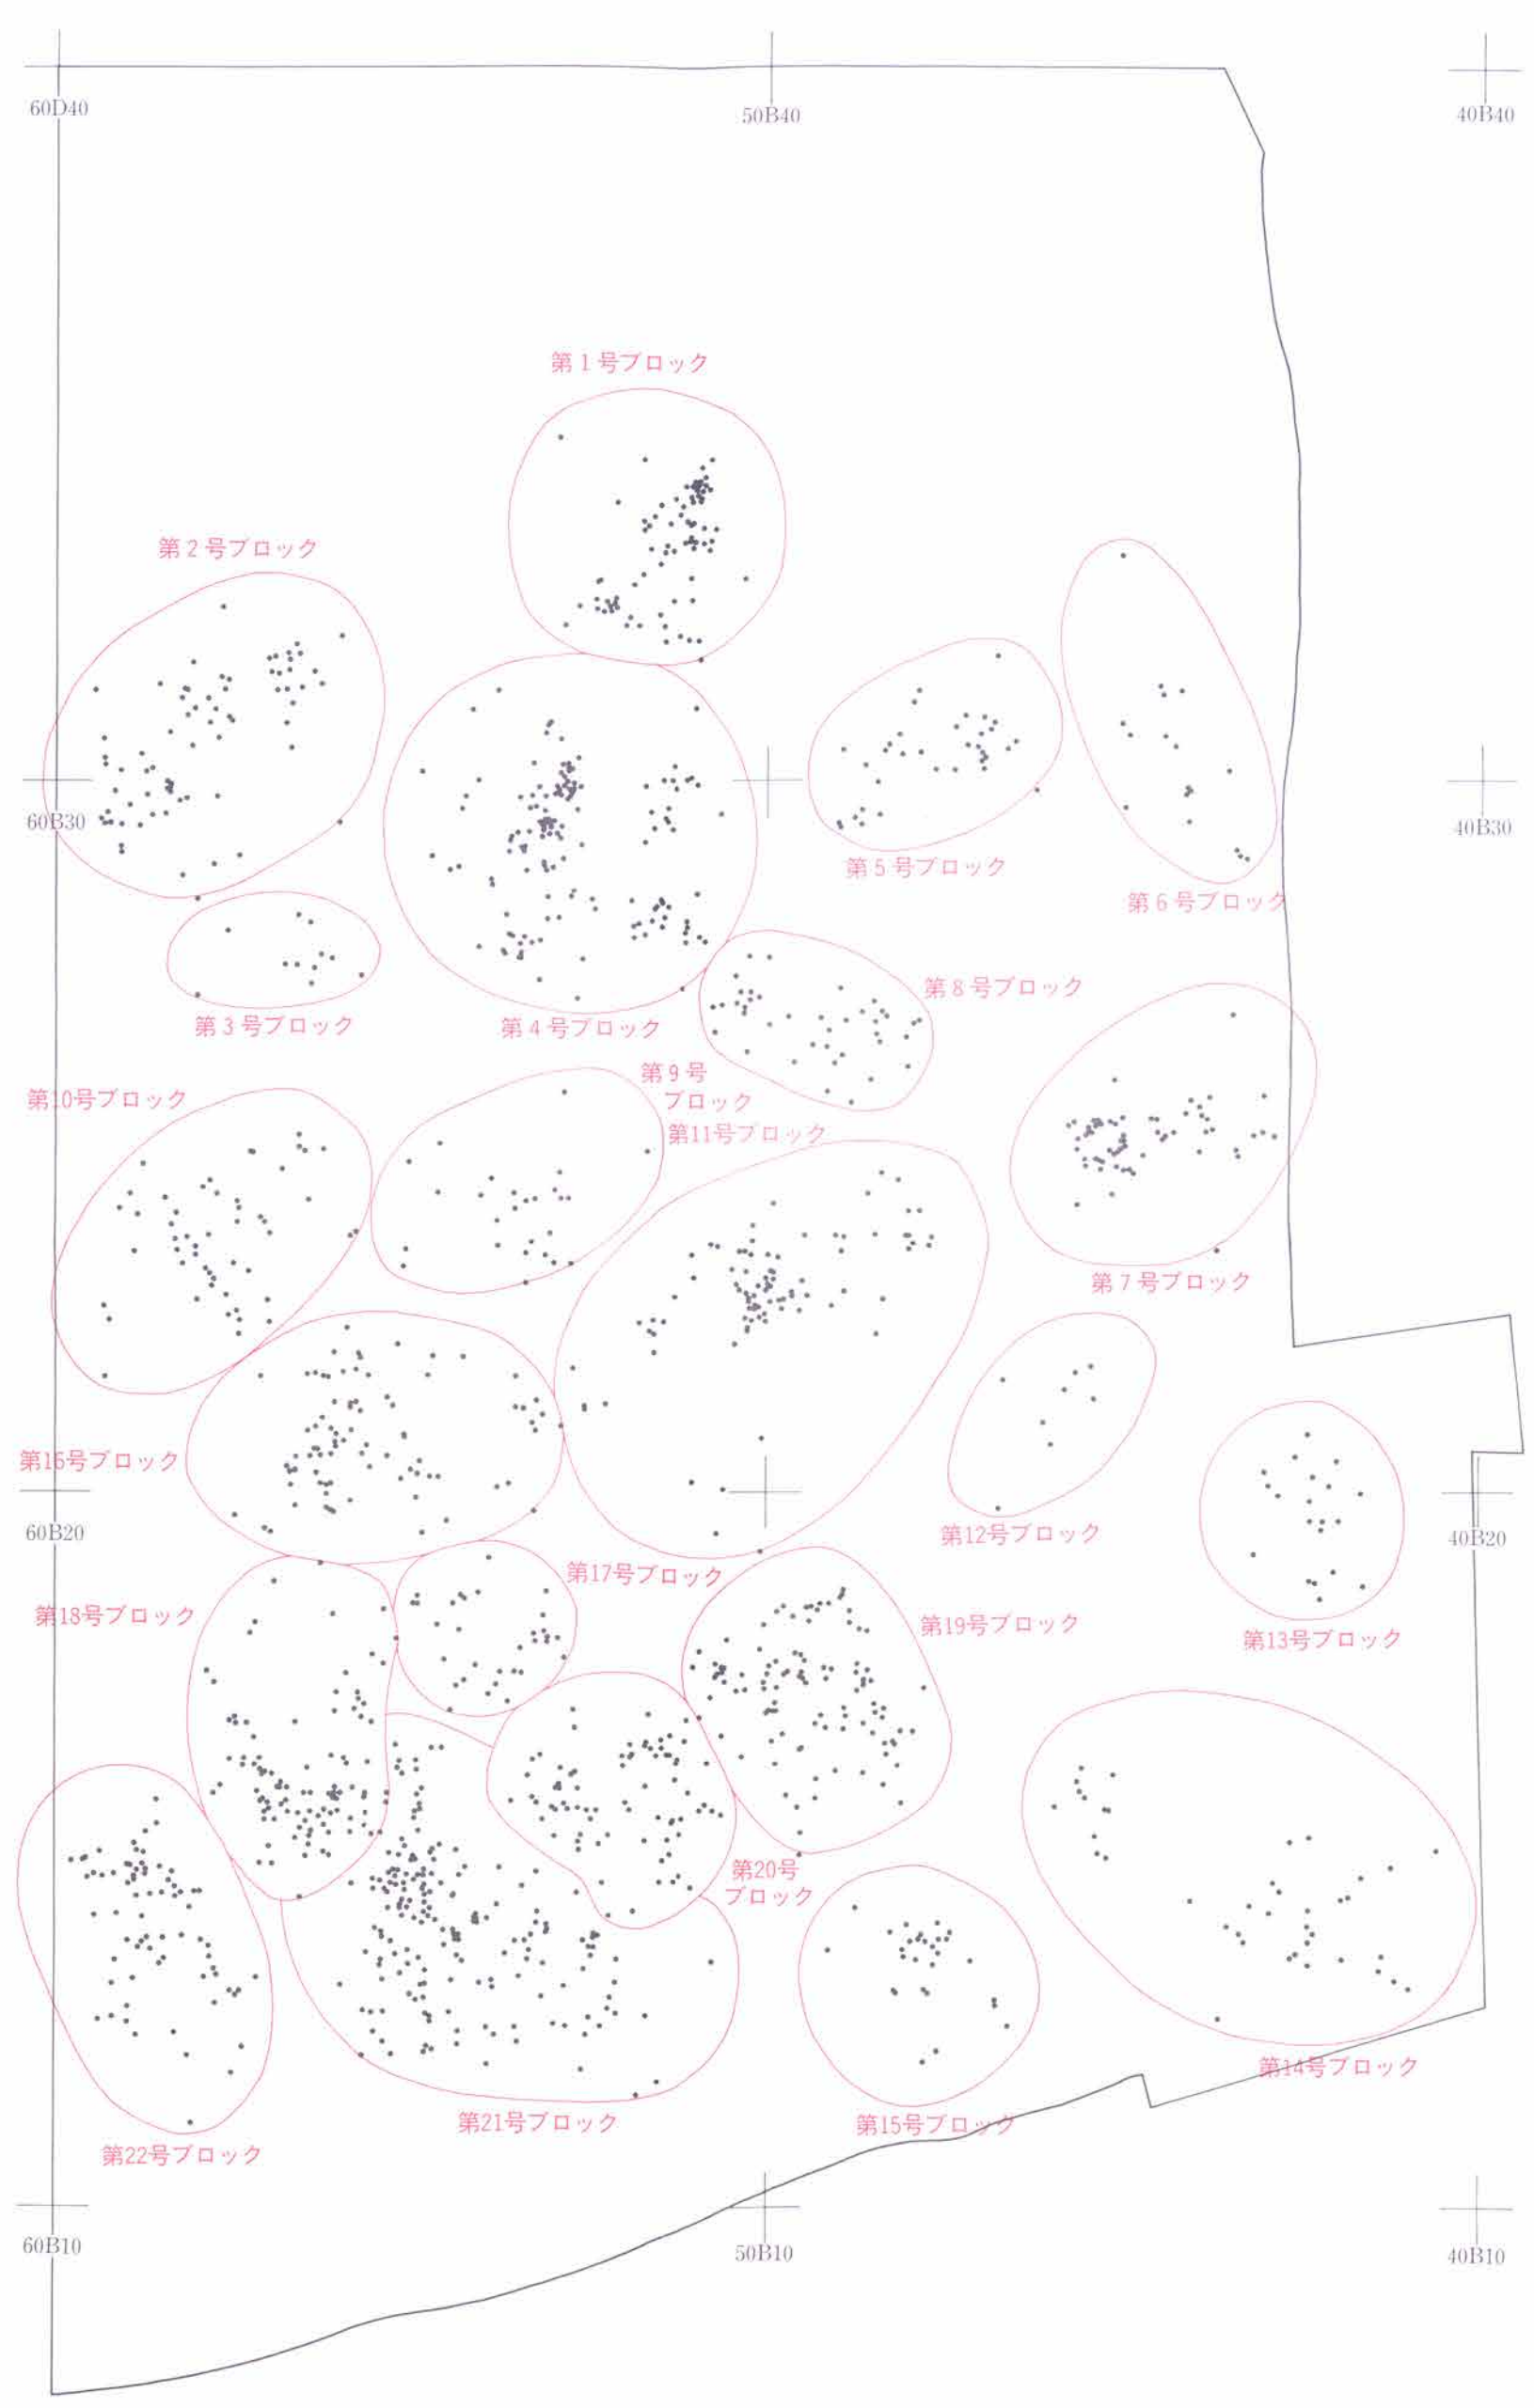 60D40
50B40
40B40
第1号ブロック
第2号ブロック
60B30
40B30
第5号ブロック
第6号ブロック
第3号ブロック
第4号ブロック
第8号ブロック
第9号
ブロック
第10号ブロック
第11号ブロック
第7号ブロック
第16号ブロック
60B20
第12号ブロック
40B20
第17号ブロック
第18号ブロック
第19号ブロック
第13号ブロック
第20号
ブロック
第14号ブロック
第21号ブロック
第15号ブロック
第22号ブロック
60B10
50B10
40B10